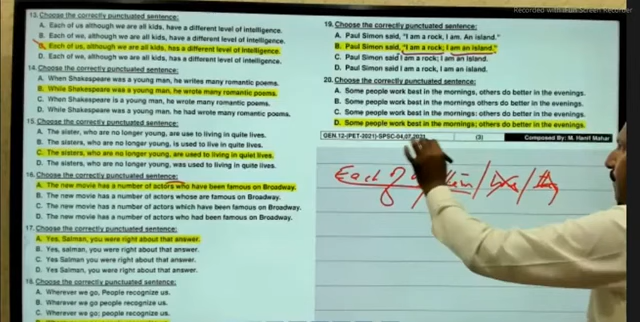 Recorded with
Screen Recorder
13. Choose the correctly punctuated sentence:
A. Each of us although we are all kids, have a different level of intelligence.
B. Each, although we are all kids, have a different level of intelligence.
C. Each of us, although we are all kids, has a different level of intelligence.
D. Each of us, although we are all kids, has a different level of intelligence.
14. Choose the correctly punctuated sentence:
A. When Shakespeare was a young man, he writes many romantic poems.
B. While Shakespeare was a young man, he wrote many romantic poems.
C. When Shakespeare is a young man, he wrote many romantic poems.
D. While Shakespeare was a young man, he had wrote many romantic poems.
15. Choose the correctly punctuated sentence:
A. The sister, who are no longer young, are use to living in quite lives.
B. The sisters, who are no longer young, is used to live in quite lives.
C. The sisters, who are no longer young, are used to living in quiet lives.
D. The sisters, who are no longer young, was used to living in quite lives.
16. Choose the correctly punctuated sentence:
A. The new movie has a number of actors who have been famous on Broadway.
B. The new movie has a number of actors whose are famous on Broadway.
C. The new movie has a number of actors which have been famous on Broadway.
D. The new movie has a number of actors who had been famous on Broadway.
17. Choose the correctly punctuated sentence:
A. Yes, Salman, you were right about that answer.
B. Yes, salman, you were right about that answer.
C. Yes Salman you were right about that answer.
D. Yes Salman, you were right about that answer.
18. Choose the correctly punctuated sentence:
A. Wherever we go, People recognize us.
B. Wherever we go people recognize us.
C. Wherever we go; people recognize us.
19. Choose the correctly punctuated sentence:
A. Paul Simon said, "I am a rock, I am. An island."
B. Paul Simon said, "I am a rock; I am an island."
C. Paul Simon said I am a rock; I am an island.
D. Paul Simon said I am a rock, I am an island.
20. Choose the correctly punctuated sentence:
A. Some people work best in the mornings, others do better in the evenings.
B. Some people work best in the mornings others do better in the evenings.
C. Some people work best in the mornings: others do better in the evenings.
D. Some people work best in the mornings; others do better in the evenings.
GEN.12-(PET-2021)-SPSC-04,07,2021 (3) Composed By: M. Hanif Mahar
Each of